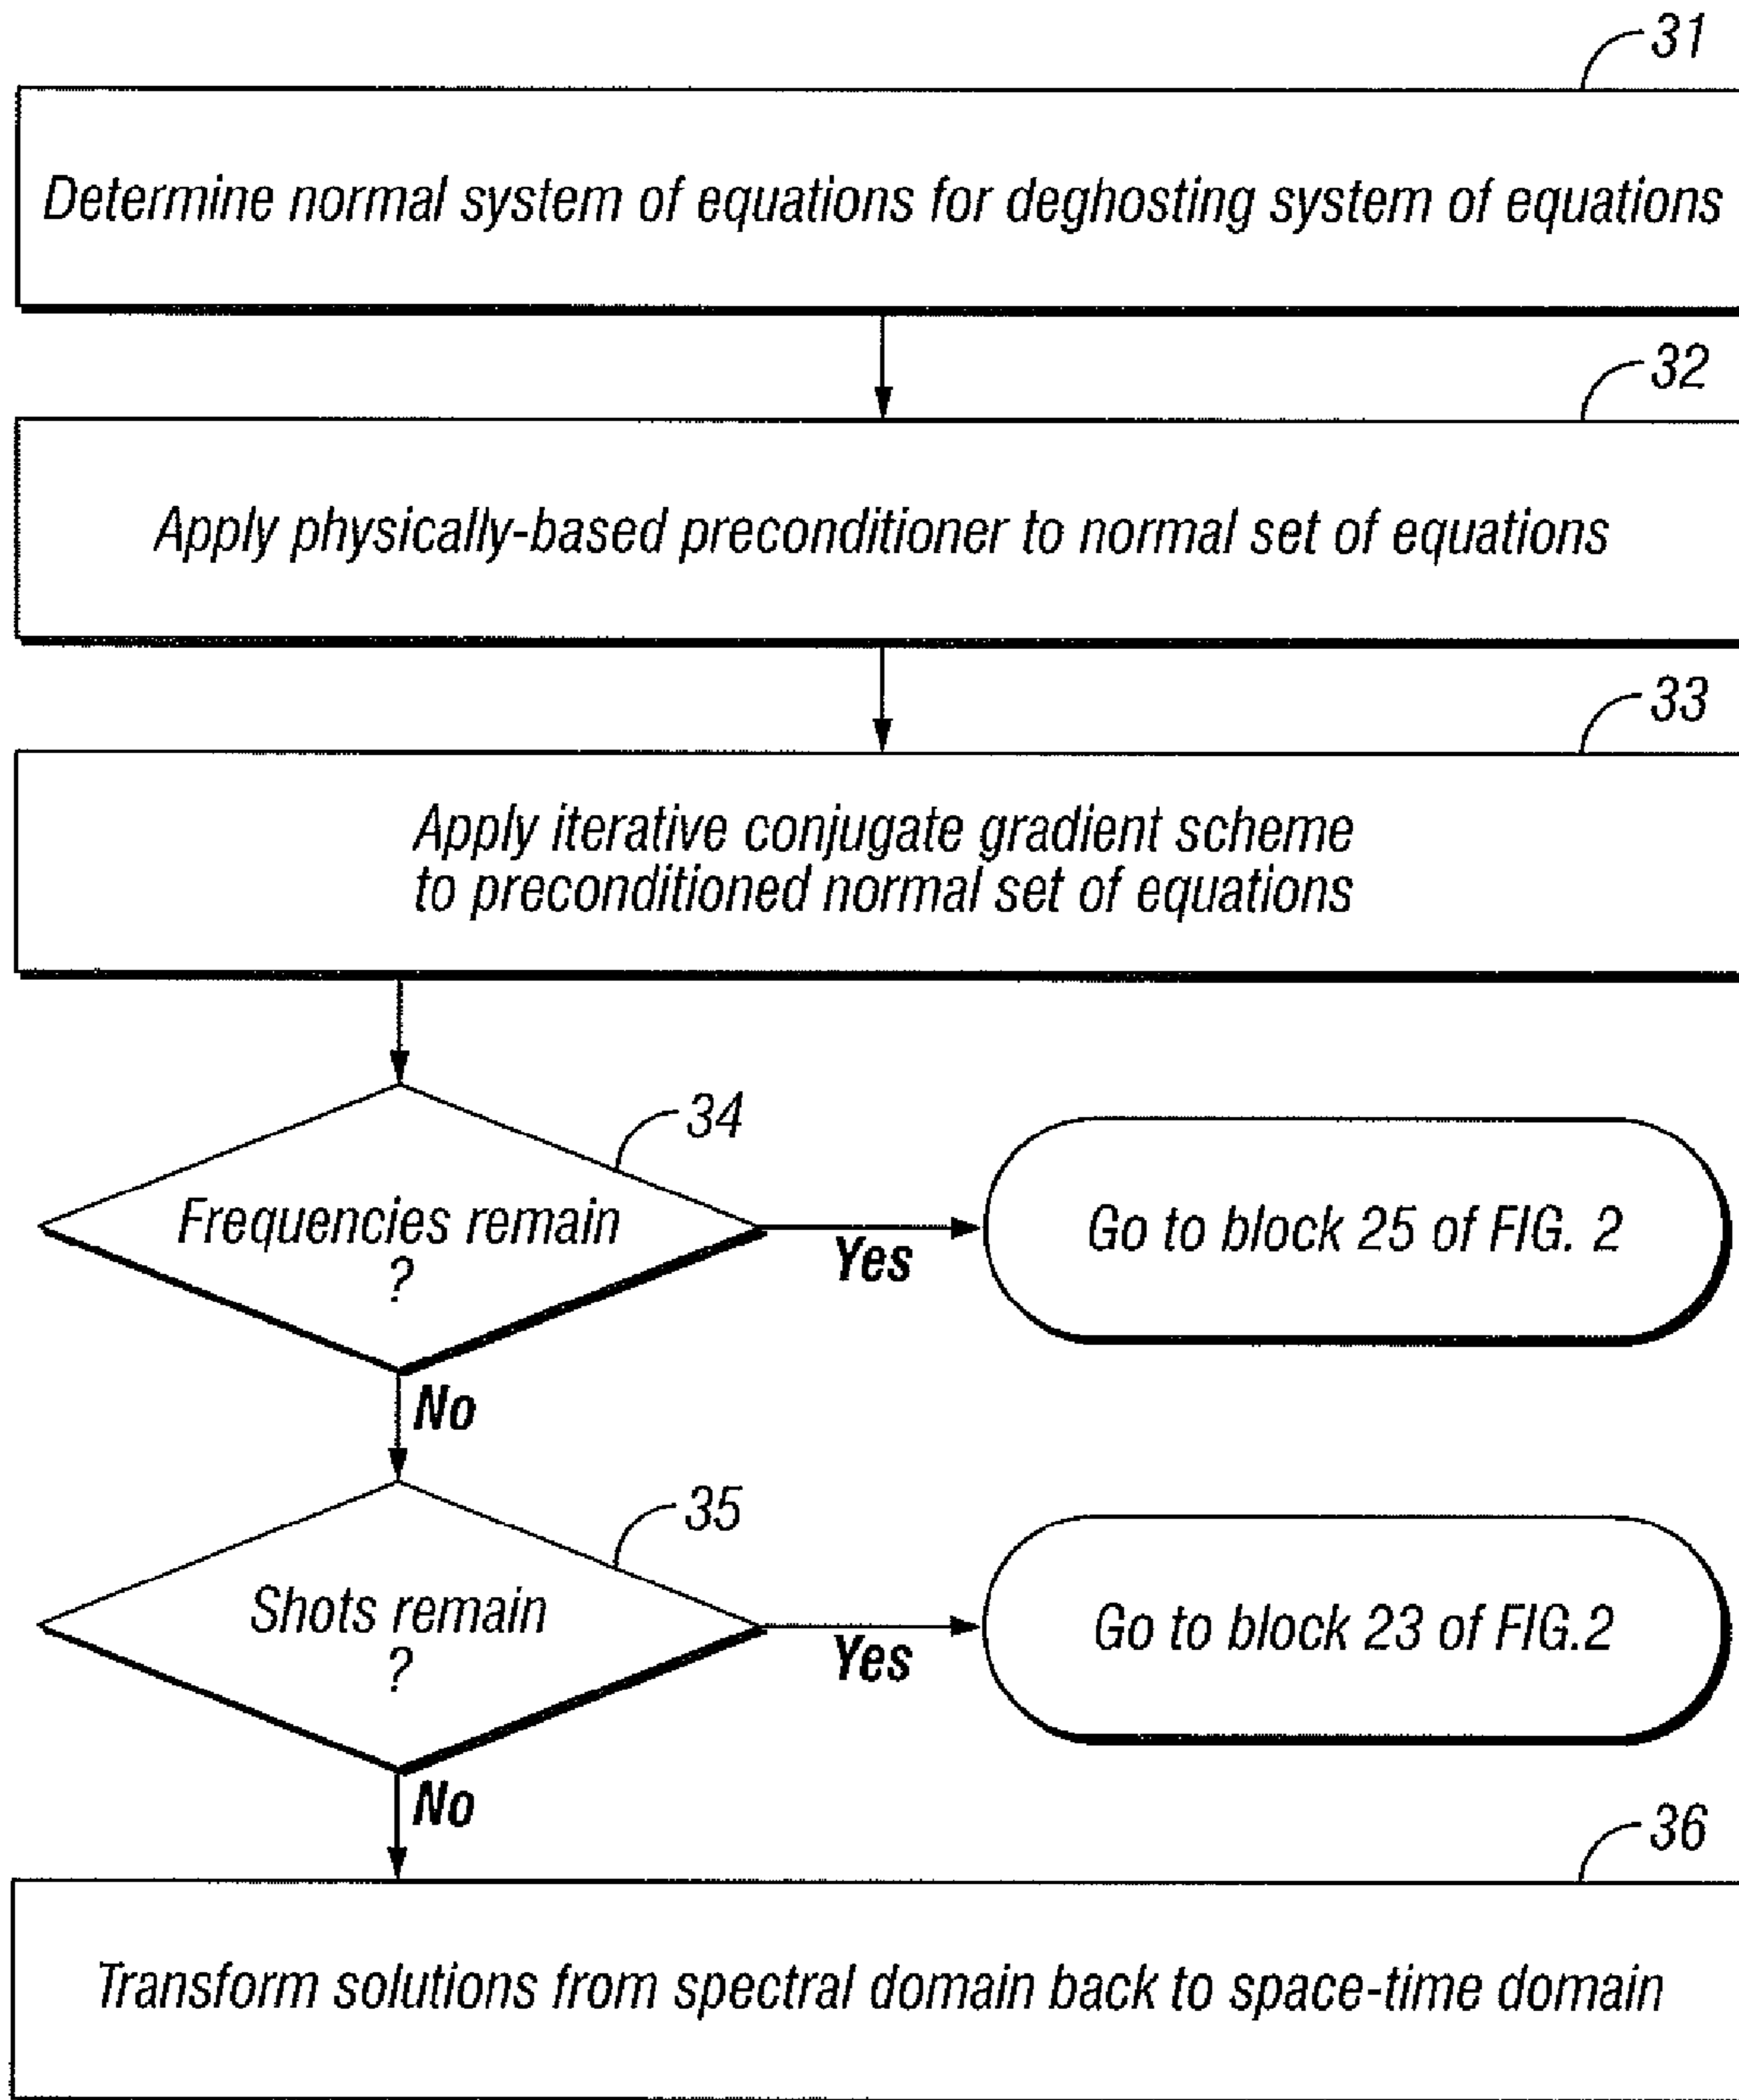 31
Determine normal system of equations for deghosting system of equations
32
Apply physically-based preconditioner to normal set of equations
33
Apply iterative conjugate gradient scheme
to preconditioned normal set of equations
34
Frequencies remain
?
Yes
Go to block 25 of FIG. 2
No
35
Shots remain
?
Yes
Go to block 23 of FIG.2
No
36
Transform solutions from spectral domain back to space-time domain